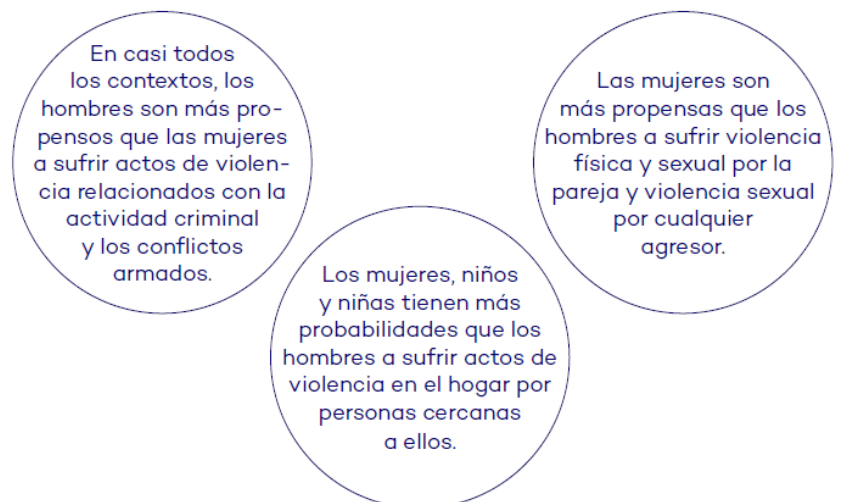 En casi todos
los contextos, los
hombres son más pro-
pensos que las mujeres
a sufrir actos de violen-
cia relacionados con la
actividad criminal
y los conflictos
armados.
Las mujeres son
más propensas que los
hombres a sufrir violencia
física y sexual por la
pareja y violencia sexual
por cualquier
agresor.
Los mujeres, niños
y niñas tienen más
probabilidades que los
hombres a sufrir actos de
violencia en el hogar por
personas cercanas
a ellos.